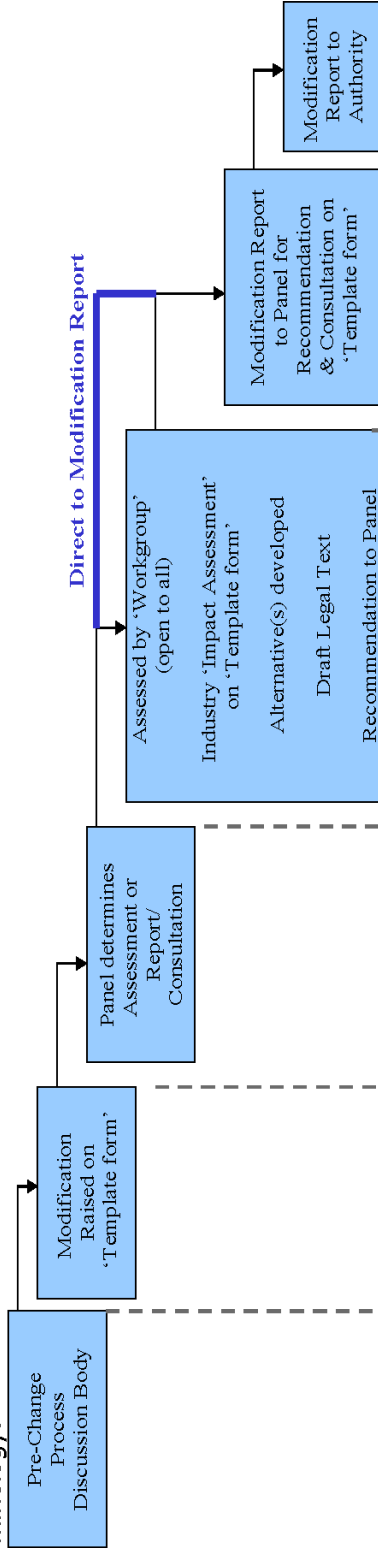 Pre-Change
Process
Discussion Body
Modification
Raised on
‘Template form’
Panel determines
Assessment or
Report/
Consultation
Direct to Modification Report
Assessed by ‘Workgroup’
(open to all)
Industry ‘Impact Assessment’
on ‘Template form’
Alternative(s) developed
Draft Legal Text
Recommendation to Panel
Modification Report
to Panel for
Recommendation
& Consultation on
‘Template form’
Modification
Report to
Authority